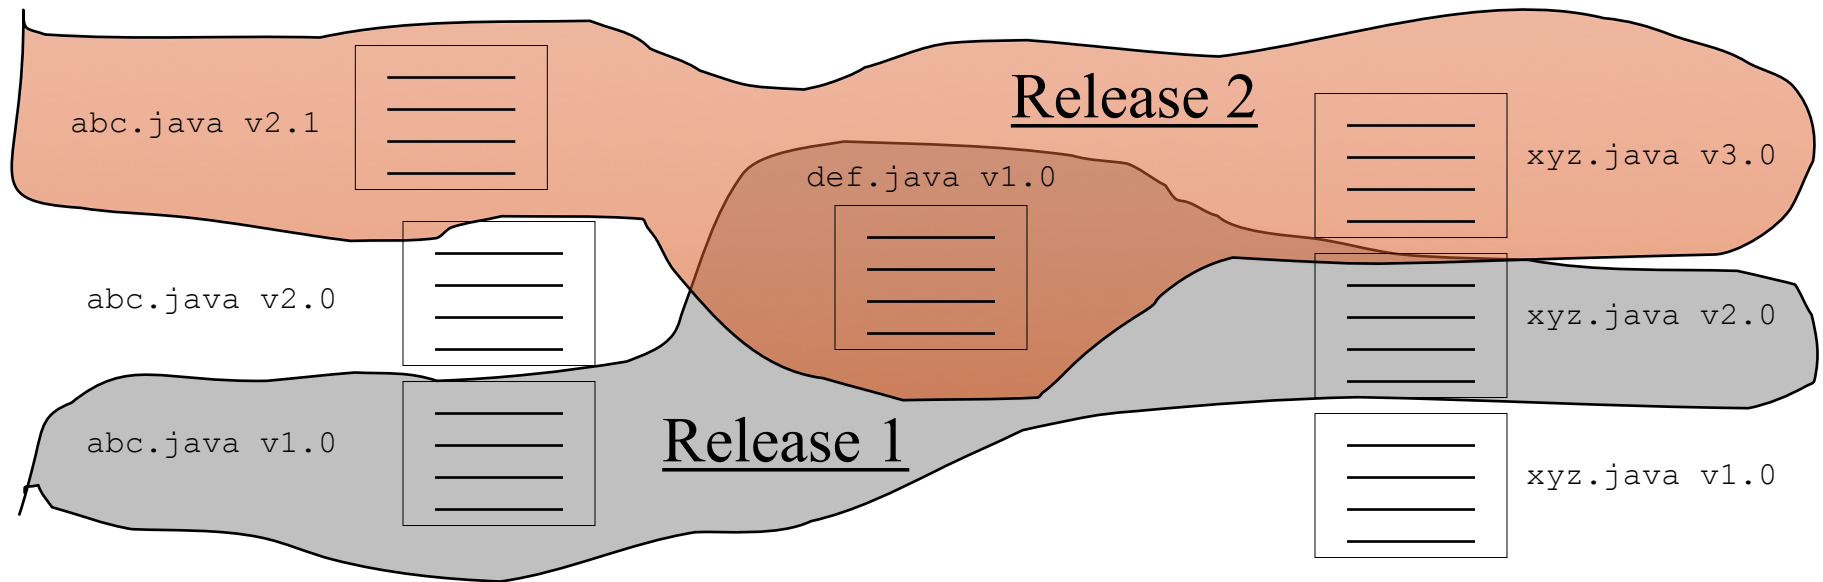 Release 2
abc.java v2.1
xyz.java v3.0
def.java v1.0
abc.java v2.0
xyz.java v2.0
abc.java v1.0
Release 1
xyz.java v1.0